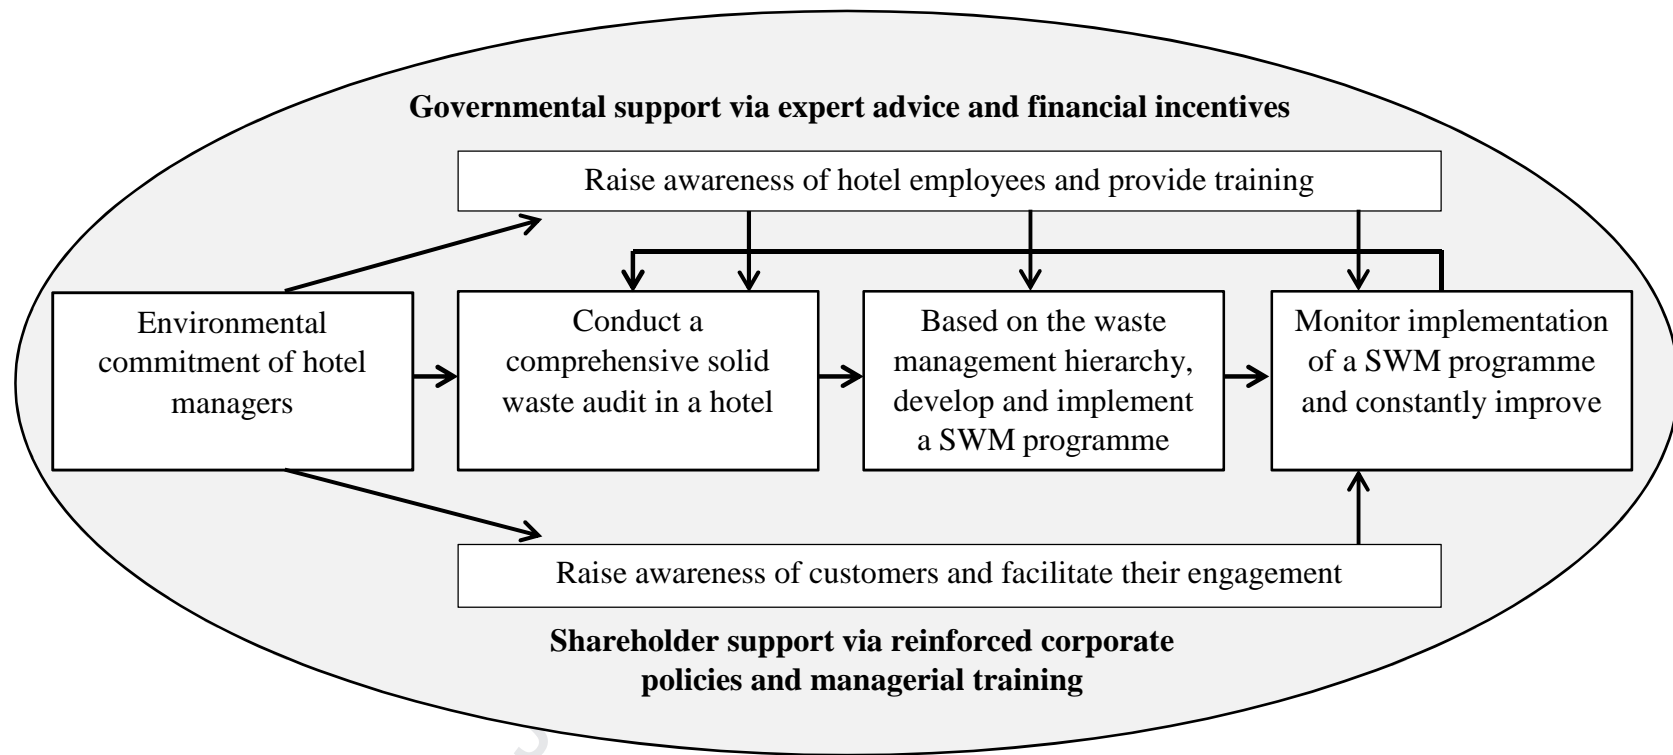 Governmental support via expert advice and financial incentives
Raise awareness of hotel employees and provide training
Environmental
commitment of hotel
managers
Conduct a
comprehensive solid
waste audit in a hotel
Based on the waste
management hierarchy,
develop and implement
a SWM programme
Monitor implementation
of a SWM programme
and constantly improve
Raise awareness of customers and facilitate their engagement
Shareholder support via reinforced corporate
policies and managerial training